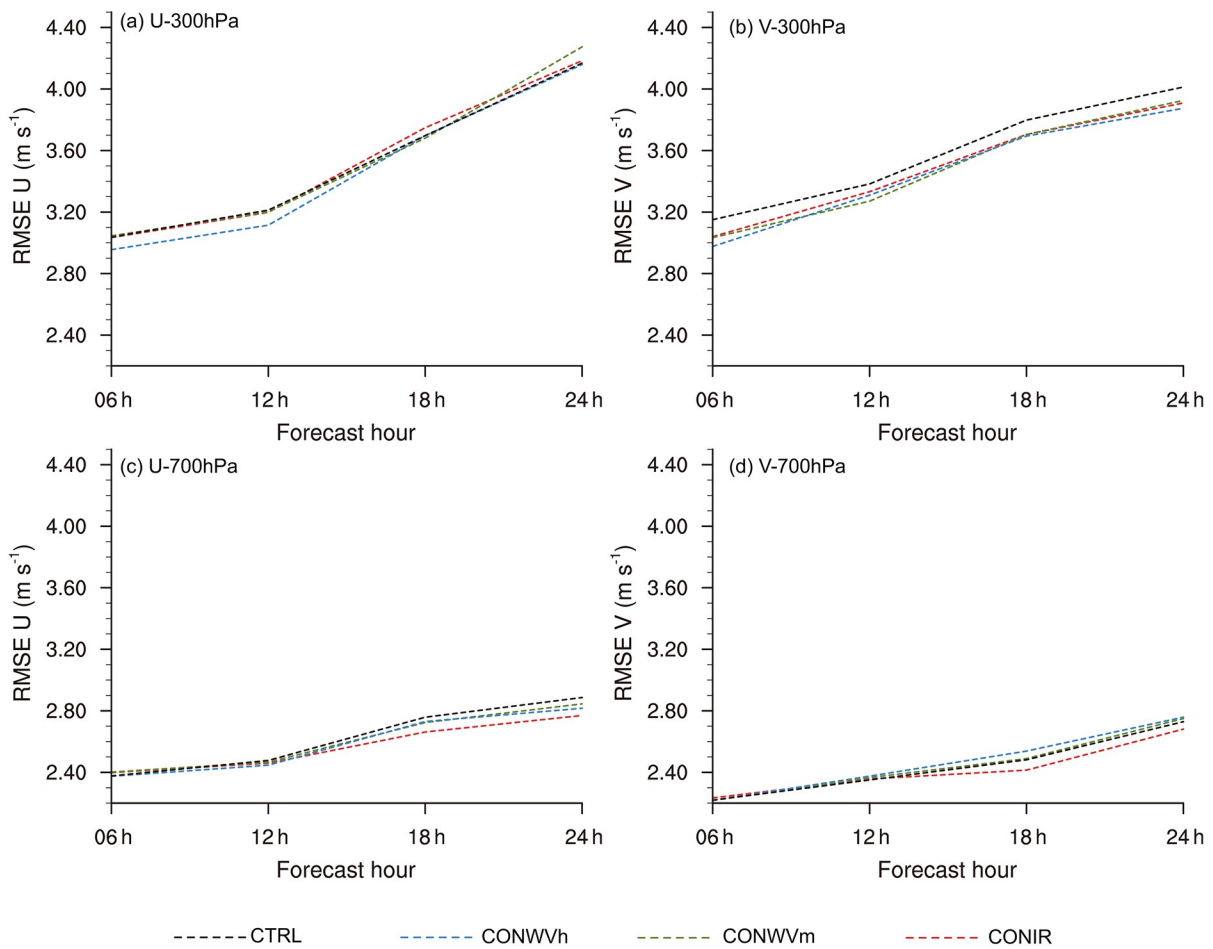 (a) U-300hPa
4.40
4.00
3.60
3.20
2.80
2.40
RMSE U (m s-1)
06 h 12 h 18 h 24 h
Forecast hour
(b) V-300hPa
4.40
4.00
3.60
3.20
2.80
2.40
RMSE V (m s-1)
06 h 12 h 18 h 24 h
Forecast hour
(c) U-700hPa
4.40
4.00
3.60
3.20
2.80
2.40
RMSE U (m s-1)
06 h 12 h 18 h 24 h
Forecast hour
(d) V-700hPa
4.40
4.00
3.60
3.20
2.80
2.40
RMSE V (m s-1)
06 h 12 h 18 h 24 h
Forecast hour
CTRL CONWVh CONWVm CONIR